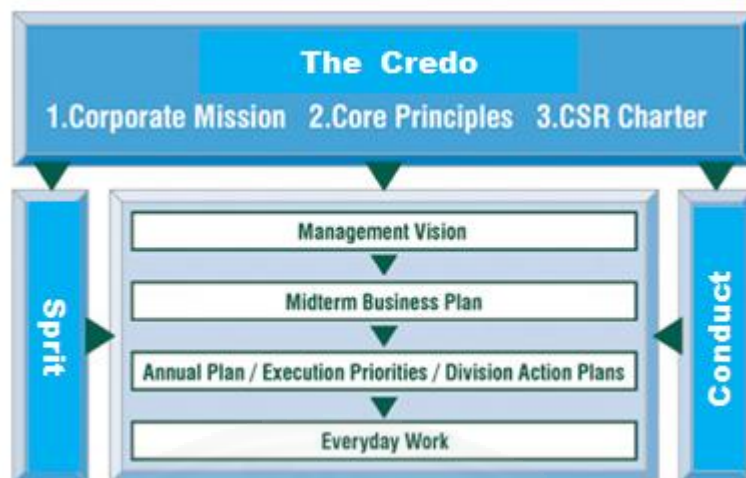 The Credo
1.Corporate Mission 2.Core Principles 3.CSR Charter
Sprit
Management Vision
Midterm Business Plan
Annual Plan / Execution Priorities / Division Action Plans
Everyday Work
Conduct